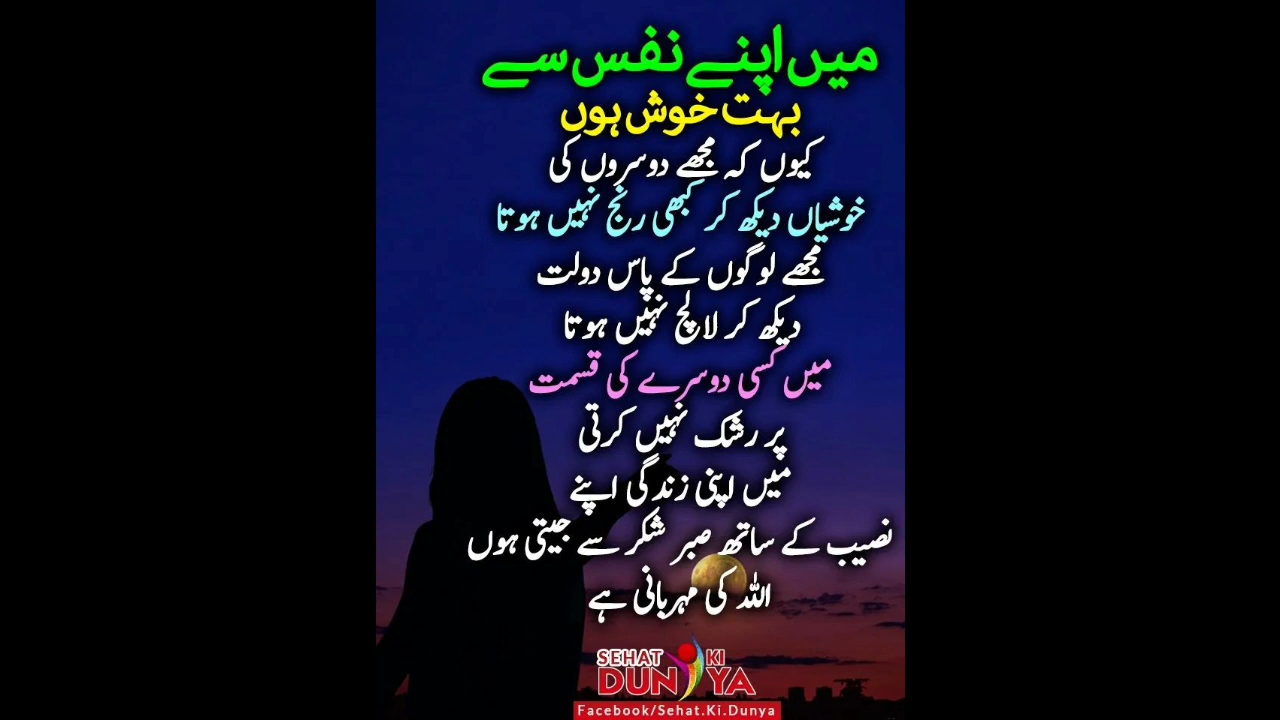 میں اپنے نفس سے
بہت خوش ہوں
کیوں کہ مجھے دوسروں کی
خوشیاں دیکھ کر کبھی رنج نہیں ہوتا
مجھے لوگوں کے پاس دولت
دیکھ کر لالچ نہیں ہوتا
میں کسی دوسرے کی قسمت
پر رشک نہیں کرتی
میں اپنی زندگی اپنے
نصیب کے ساتھ صبر شکر سے جیتی ہوں
اللہ کی مہربانی ہے
SEHAT KI
DUNIYA
Facebook/Sehat.Ki.Dunya